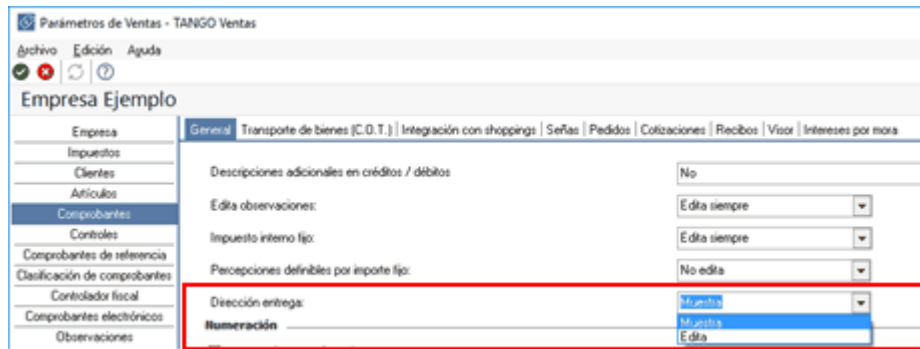 Parámetros de Ventas - TANGO Ventas
Archivo Edición Ayuda
Empresa Ejemplo
Empresa
Impuestos
Clientes
Artículos
Comprobantes
Controles
Comprobantes de referencia
Clasificación de comprobantes
Controlador fiscal
Comprobantes electrónicos
Observaciones
General Transporte de bienes (C.O.T.) Integración con shoppings Señas Pedidos Cotizaciones Recibos Visor Intereses por mora
Descripciones adicionales en créditos / débitos No
Edita observaciones: Edita siempre
Impuesto interno fijo: Edita siempre
Percepciones definibles por importe fijo: No edita
Dirección entrega: Muestra
Numeración Muestra
Edita